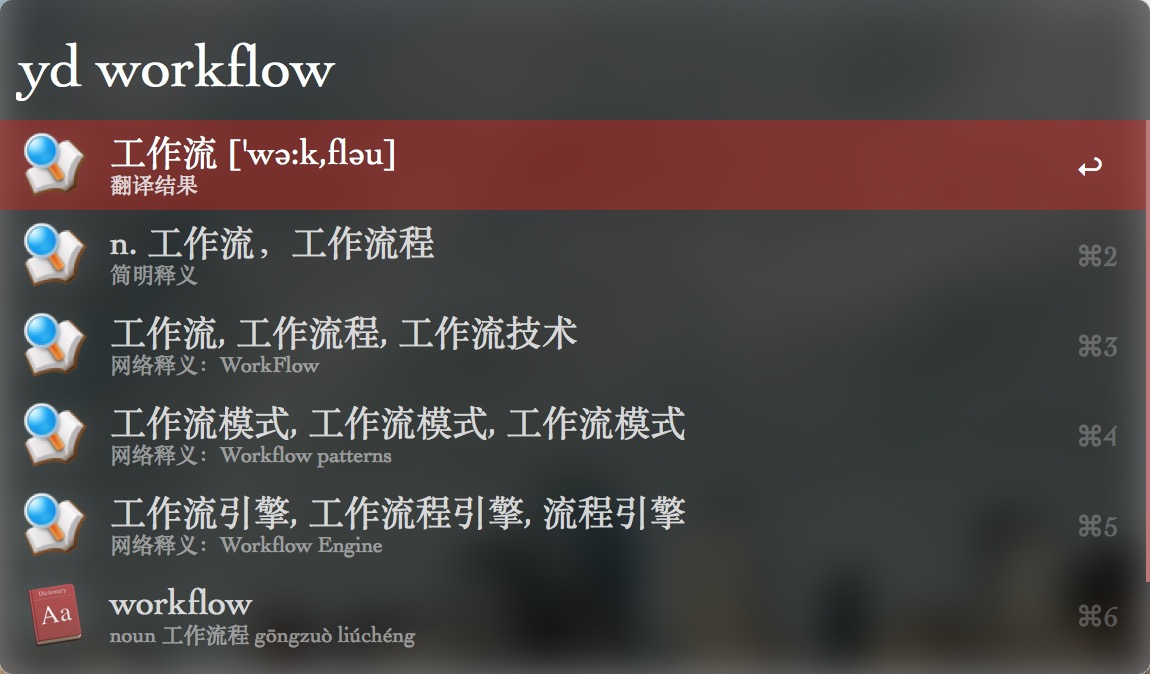 yd workflow
工作流 ['wə:k,fləu]
翻译结果
n. 工作流，工作流程
简明释义
⌘2
工作流, 工作流程, 工作流技术
网络释义：WorkFlow
⌘3
工作流模式, 工作流模式, 工作流模式
网络释义：Workflow patterns
⌘4
工作流引擎, 工作流程引擎, 流程引擎
网络释义：Workflow Engine
⌘5
Dictionary
Aa
workflow
noun 工作流程 gōngzuò liúchéng
⌘6